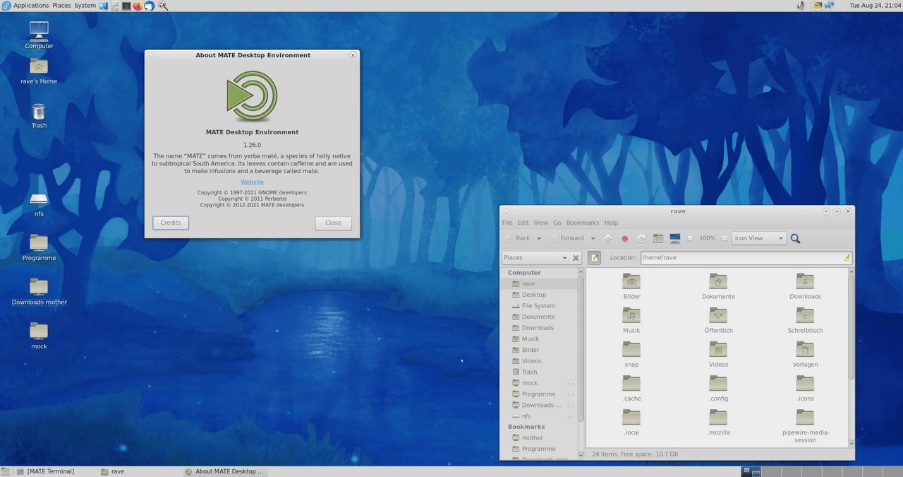 Applications Places System
Tue Aug 24, 21:04
Computer
rave's Home
Trash
nfs
Programme
Downloads-mother
mock
About MATE Desktop Environment
MATE Desktop Environment
1.26.0
The name "MATE" comes from yerba maté, a species of holly native
to subtropical South America. Its leaves contain caffeine and are used
to make infusions and a beverage called mate.
Website
Copyright © 1997-2011 GNOME developers
Copyright © 2011 Perberos
Copyright © 2012-2021 MATE developers
Credits
Close
rave
File Edit View Go Bookmarks Help
Back Forward 100% Icon View
Places
Location: /home/rave
Computer
rave
Desktop
File System
Dokumente
Downloads
Musik
Bilder
Videos
Trash
mock
Programme
Downloads-...
nfs
Bookmarks
mother
Programme
Bilder Dokumente Downloads
Musik Öffentlich Schreibtisch
snap Videos Vorlagen
.cache .config .icons
.local .mozilla .pipewire-media-
session
24 items, Free space: 10.7 GB
[MATE Terminal] rave About MATE Desktop ...